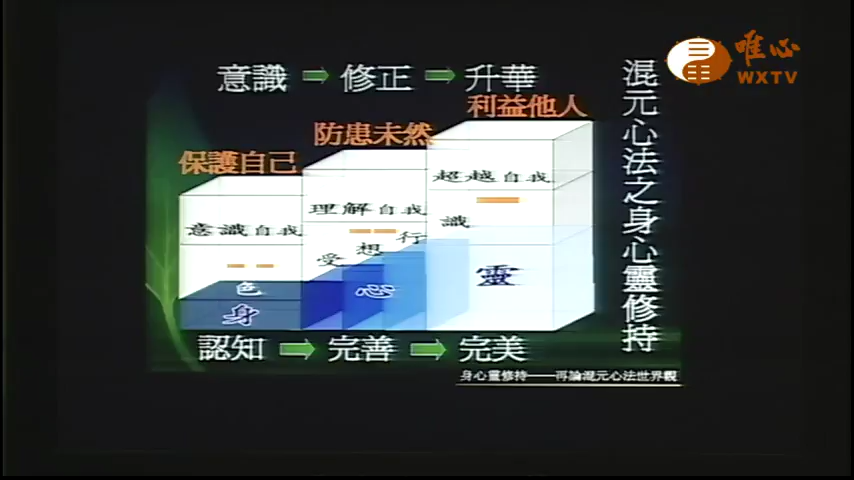 唯心
WXTV
混元心法之身心靈修持
意識 修正 升華
利益他人
防患未然
保護自己
超越自我
理解自我
意識自我
識
受 想 行
色
身
心
靈
認知 完善 完美
身心靈修持——再論混元心法世界觀